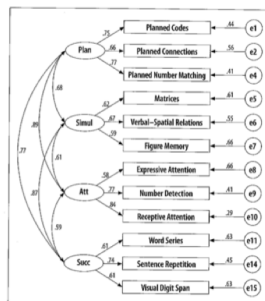 .75
Planned Codes
.44
e1
Plan
.66
Planned Connections
.56
e2
.77
Planned Number Matching
.41
e4
.68
.62
Matrices
.61
e5
Simul
.67
Verbal–Spatial Relations
.55
e6
.59
Figure Memory
.66
e7
.89
.77
.61
.87
.58
Expressive Attention
.66
e8
Att
.77
Number Detection
.41
e9
.84
Receptive Attention
.29
e10
.59
.61
Word Series
.63
e11
Succ
.74
Sentence Repetition
.45
e14
.61
Visual Digit Span
.63
e15